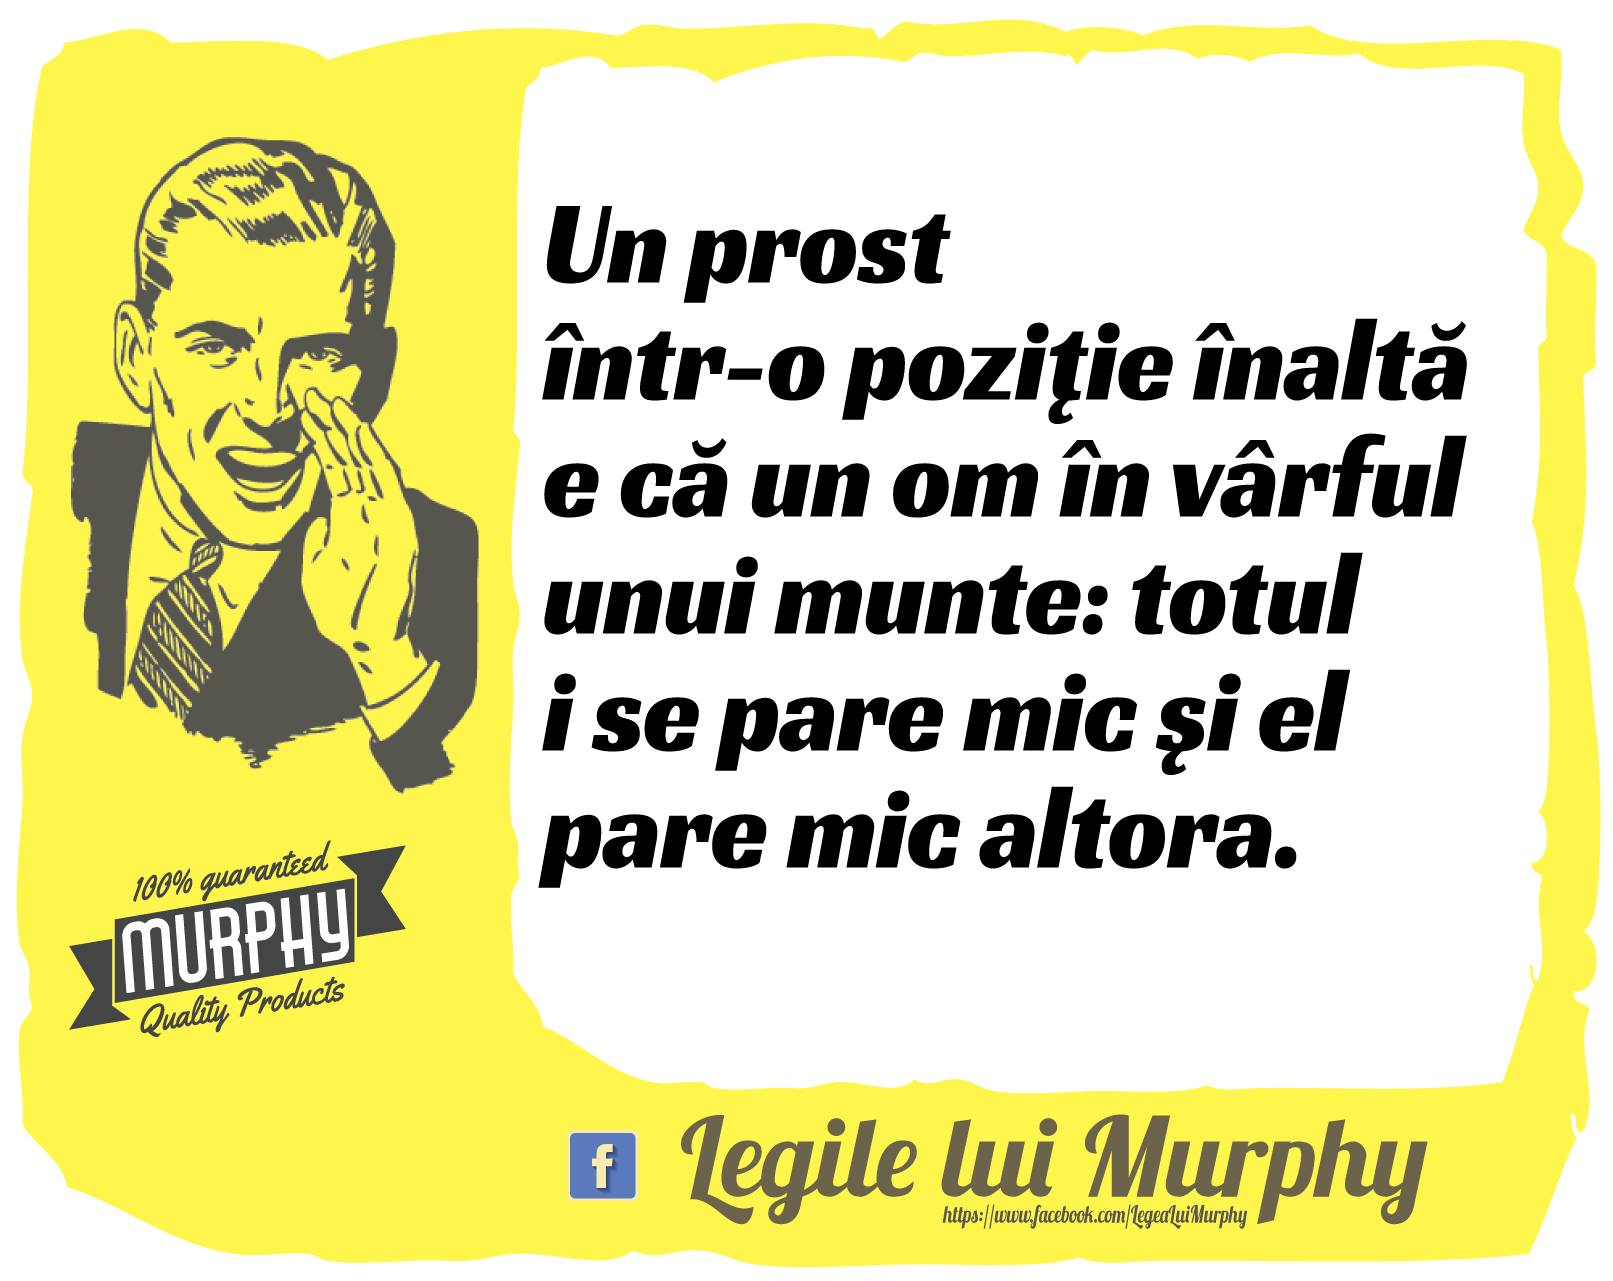 Un prost
într-o poziţie înaltă
e că un om în vârful
unui munte: totul
i se pare mic şi el
pare mic altora.
100% guaranteed
MURPHY
Quality Products
f
Legile lui Murphy
https://www.facebook.com/LegeaLuiMurphy